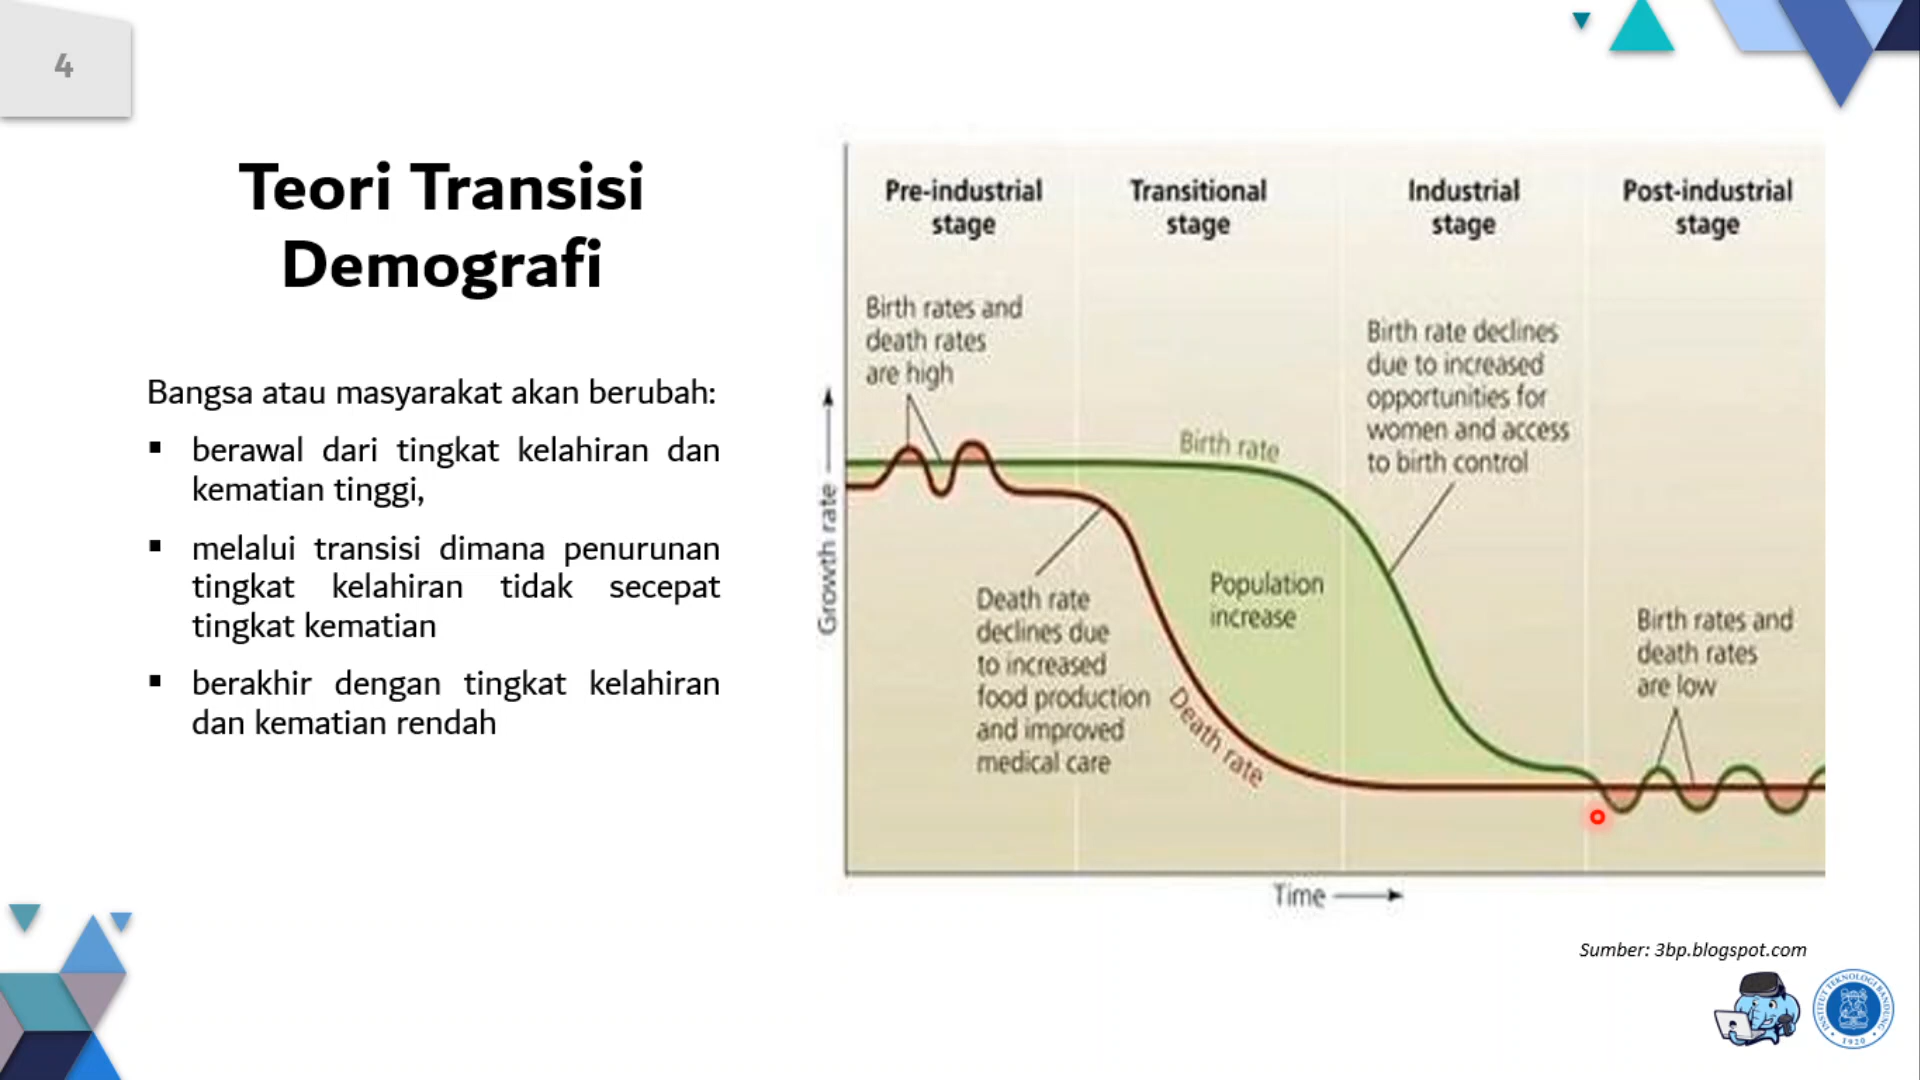 4
Teori Transisi
Demografi
Bangsa atau masyarakat akan berubah:
▪ berawal dari tingkat kelahiran dan
kematian tinggi,
▪ melalui transisi dimana penurunan
tingkat kelahiran tidak secepat
tingkat kematian
▪ berakhir dengan tingkat kelahiran
dan kematian rendah
Pre-industrial
stage
Transitional
stage
Industrial
stage
Post-industrial
stage
Birth rates and
death rates
are high
Birth rate
Birth rate declines
due to increased
opportunities for
women and access
to birth control
Growth rate
Death rate
declines due
to increased
food production
and improved
medical care
Population
increase
Death rate
Birth rates and
death rates
are low
Time
Sumber: 3bp.blogspot.com
INSTITUT TEKNOLOGI BANDUNG
1920